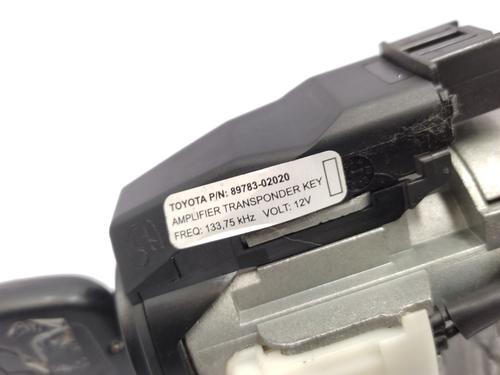 TOYOTA P/N: 89783-02020
AMPLIFIER TRANSPONDER KEY
FREQ: 133,75 kHz VOLT: 12V